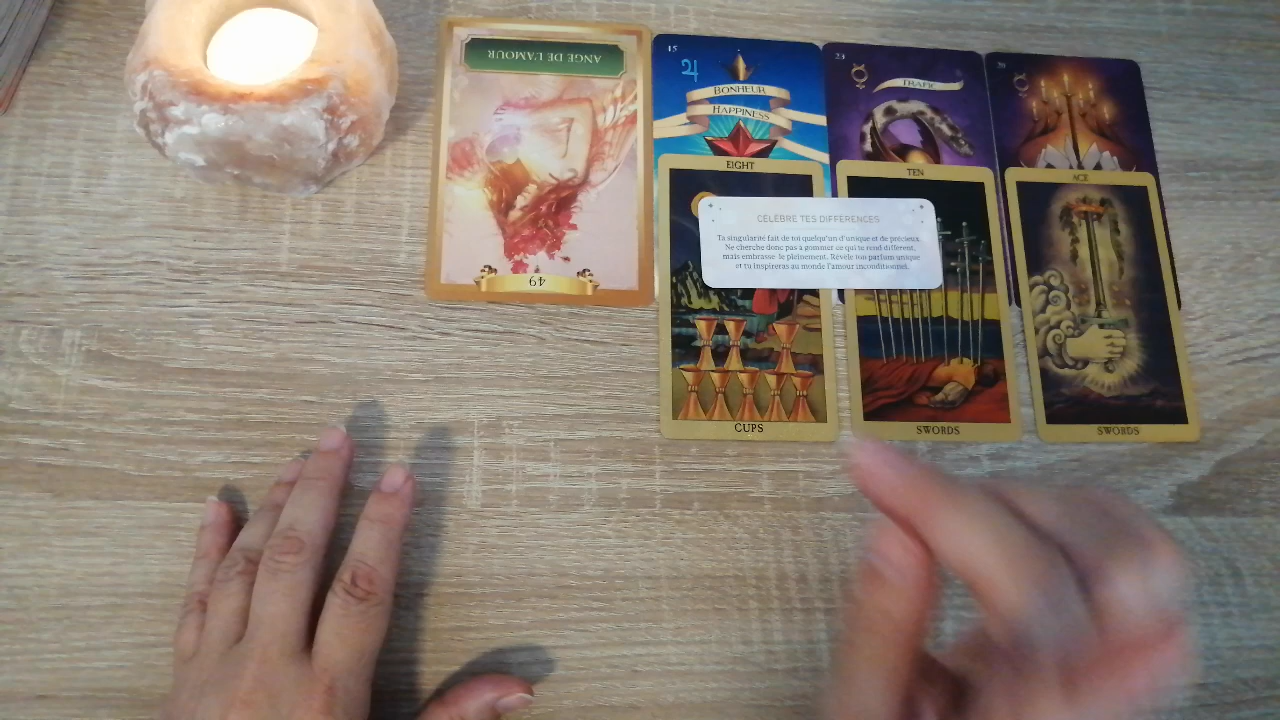 ANGE DE L'AMOUR
49
15
BONHEUR
HAPPINESS
23
TRAFIC
20
EIGHT
CUPS
TEN
SWORDS
ACE
SWORDS
CÉLÈBRE TES DIFFÉRENCES
Ta singularité fait de toi quelqu'un d'unique et de précieux.
Ne cherche donc pas à gommer ce qui te rend différent,
mais embrasse-le pleinement. Révèle ton parfum unique
et tu inspireras au monde l'amour inconditionnel.